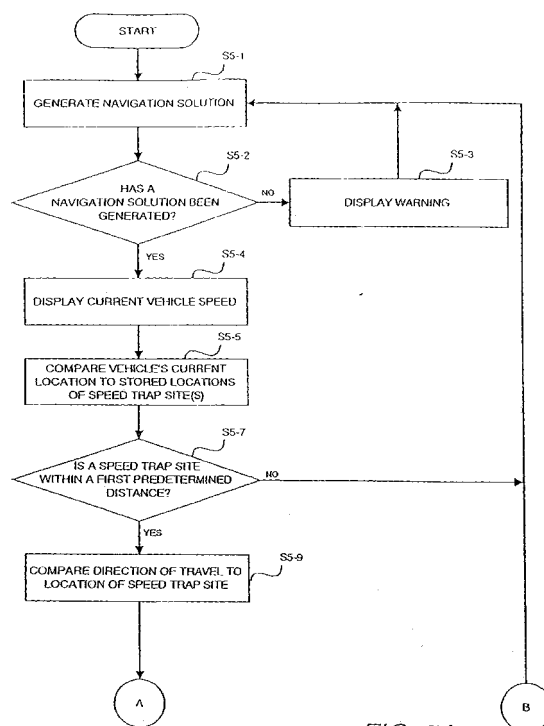 START
S5-1
GENERATE NAVIGATION SOLUTION
S5-2
S5-3
HAS A
NAVIGATION SOLUTION BEEN
GENERATED?
NO
DISPLAY WARNING
YES
S5-4
DISPLAY CURRENT VEHICLE SPEED
S5-5
COMPARE VEHICLE'S CURRENT
LOCATION TO STORED LOCATIONS
OF SPEED TRAP SITE(S)
S5-7
IS A SPEED TRAP SITE
WITHIN A FIRST PREDETERMINED
DISTANCE?
NO
YES
S5-9
COMPARE DIRECTION OF TRAVEL TO
LOCATION OF SPEED TRAP SITE
A
B